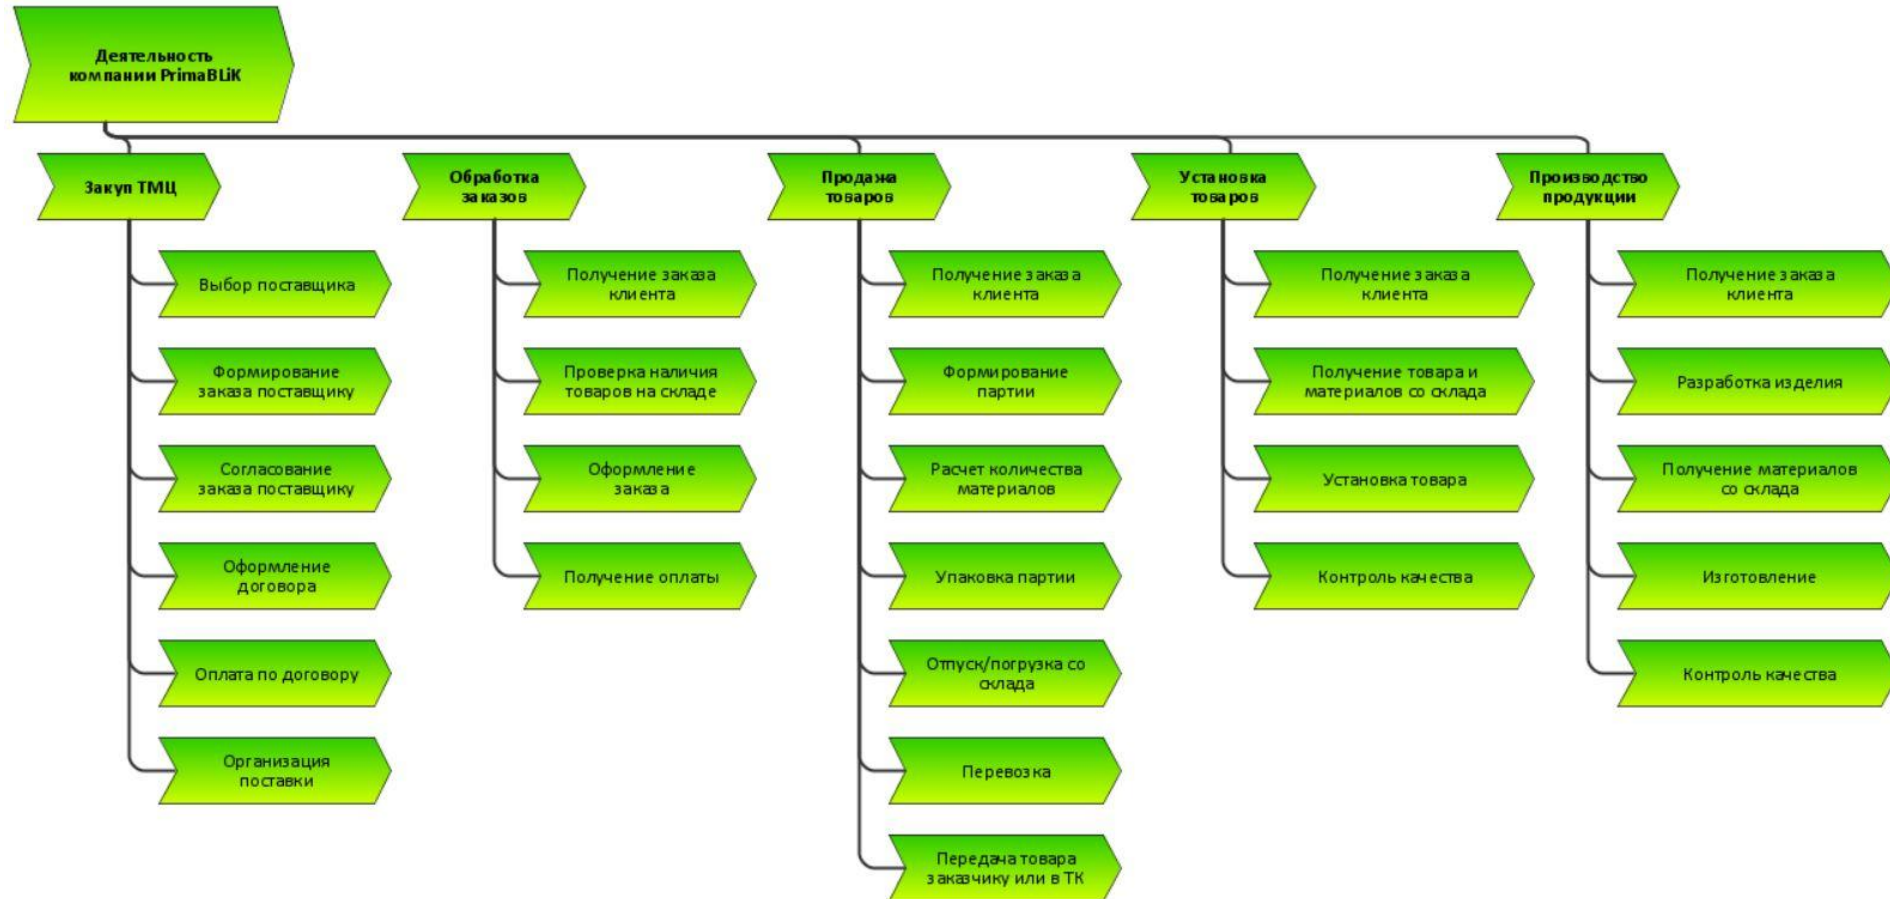 Деятельность
компании PrimaBLiK
Закуп ТМЦ
Выбор поставщика
Формирование
заказа поставщику
Согласование
заказа поставщику
Оформление
договора
Оплата по договору
Организация
поставки
Обработка
заказов
Получение заказа
клиента
Проверка наличия
товаров на складе
Оформление
заказа
Получение оплаты
Продажа
товаров
Получение заказа
клиента
Формирование
партии
Расчет количества
материалов
Упаковка партии
Отпуск/погрузка со
склада
Перевозка
Передача товара
заказчику или в ТК
Установка
товаров
Получение заказа
клиента
Получение товара и
материалов со склада
Установка товара
Контроль качества
Производство
продукции
Получение заказа
клиента
Разработка изделия
Получение материалов
со склада
Изготовление
Контроль качества